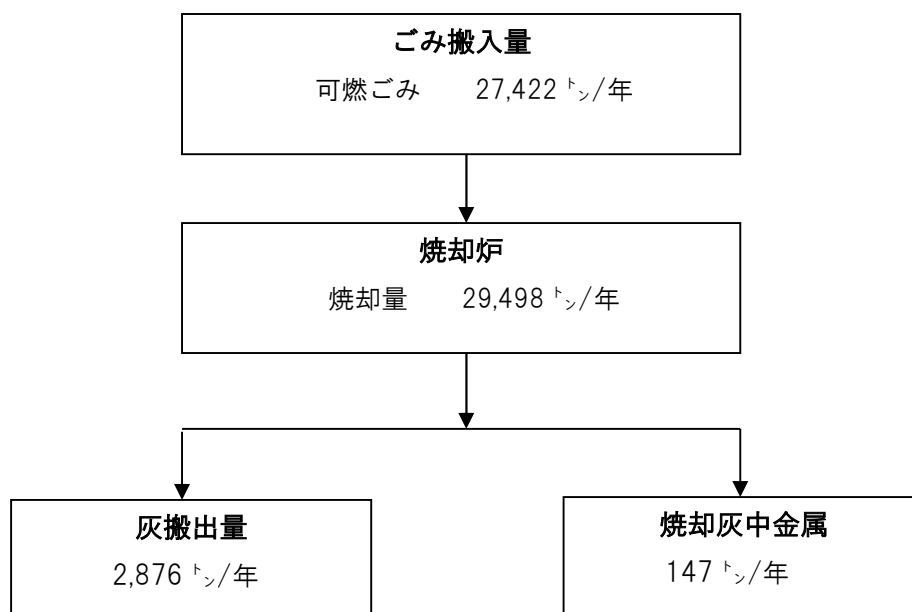 ごみ搬入量
可燃ごみ　27,422 ㌧/年
焼却炉
焼却量　29,498 ㌧/年
灰搬出量
2,876 ㌧/年
焼却灰中金属
147 ㌧/年